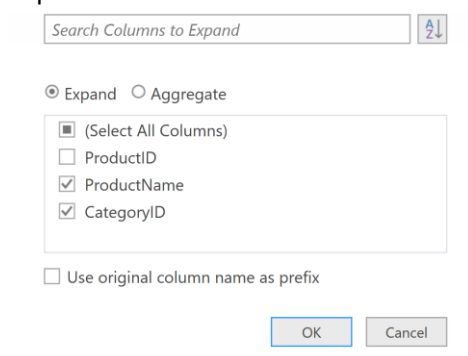 Search Columns to Expand
A
Z
Expand Aggregate
(Select All Columns)
ProductID
ProductName
CategoryID
Use original column name as prefix
OK Cancel